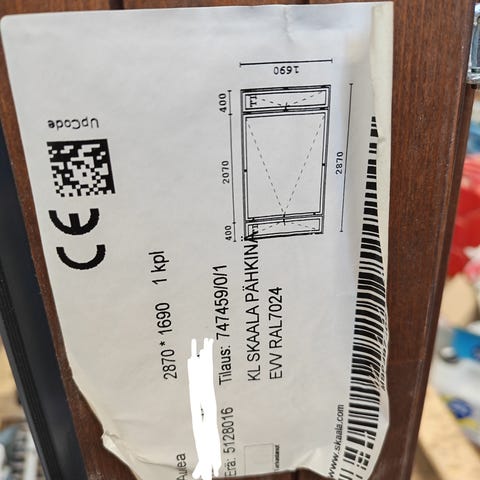 UpCode
CE
1690
400
2070
400
2870
2870 * 1690 1 kpl
Tilaus: 747459/0/1
Erä: 5128016
KL SKAALA PÄHKINÄ
EVV RAL7024
www.skaala.com